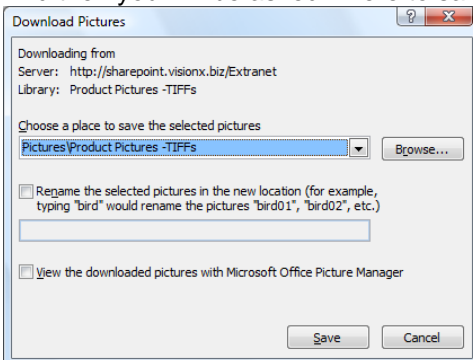 Download Pictures
Downloading from
Server: http://sharepoint.visionx.biz/Extranet
Library: Product Pictures -TIFFs
Choose a place to save the selected pictures
Pictures\Product Pictures -TIFFs
Browse...
Rename the selected pictures in the new location (for example,
typing "bird" would rename the pictures "bird01", "bird02", etc.)
View the downloaded pictures with Microsoft Office Picture Manager
Save
Cancel